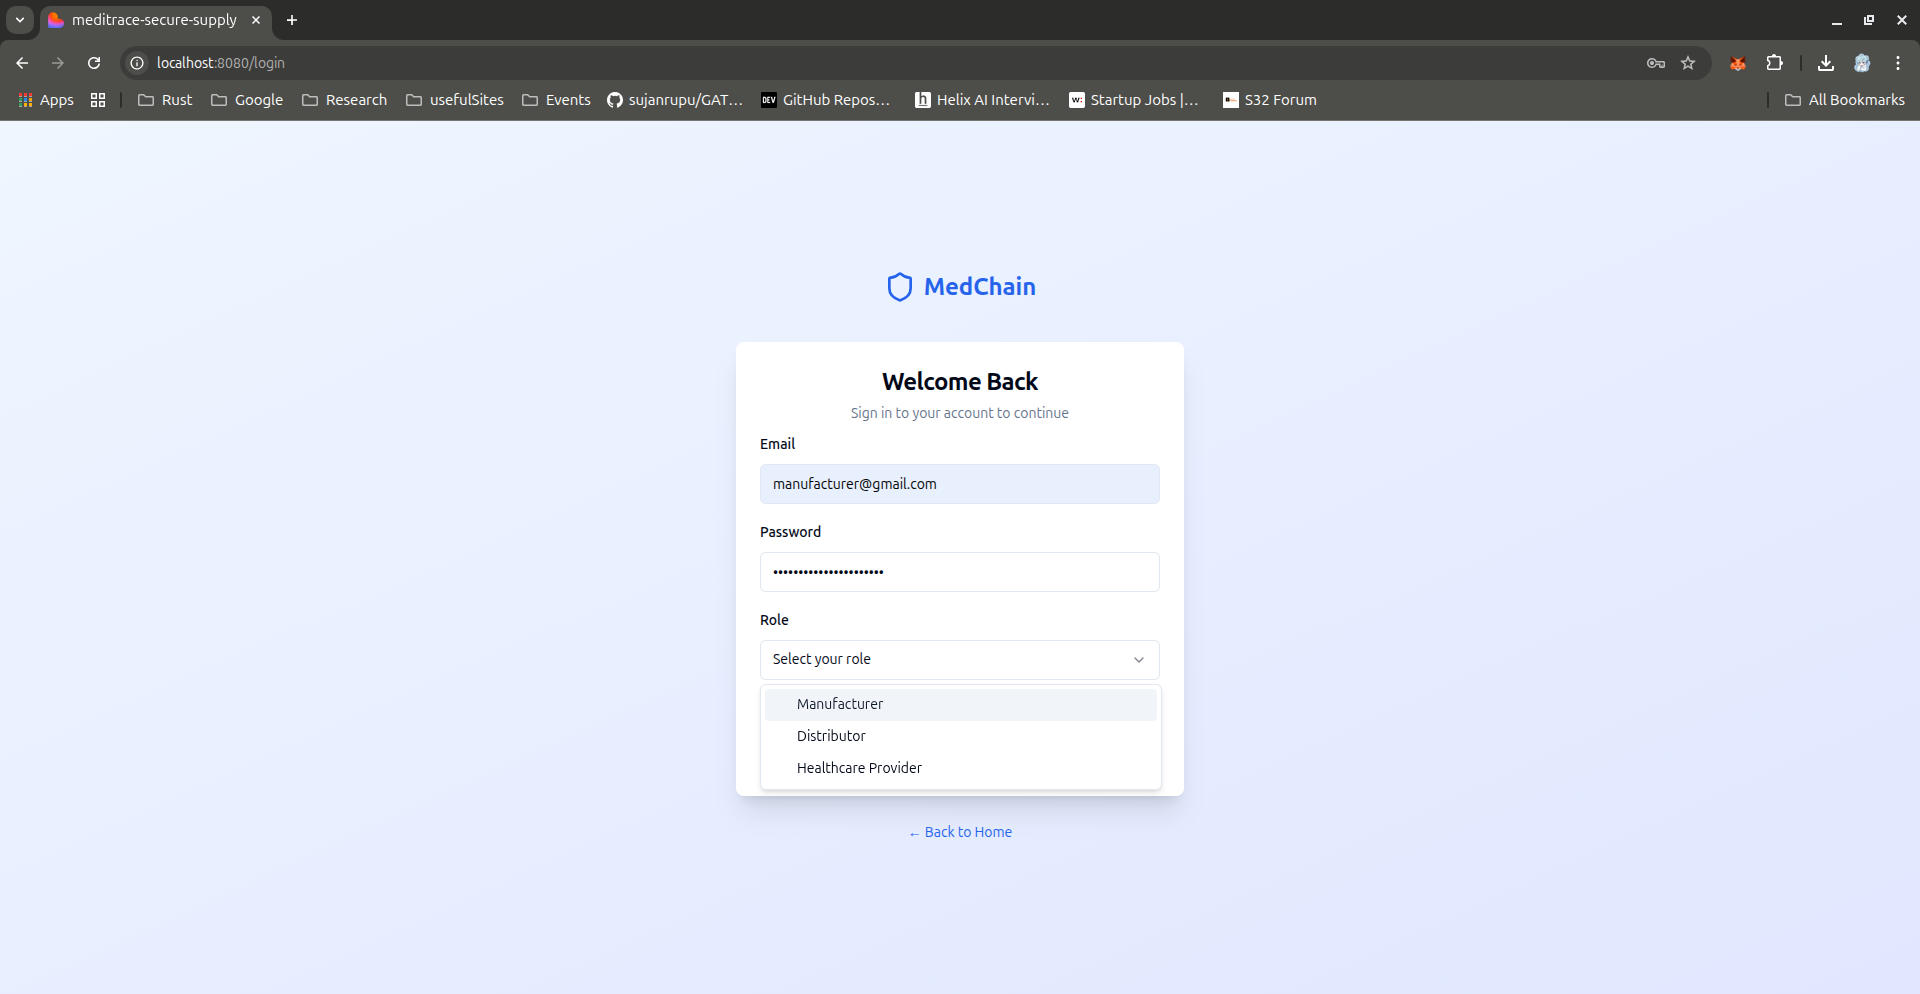 meditrace-secure-supply
localhost:8080/login
Apps Rust Google Research usefulSites Events sujanrupu/GAT... DEV GitHub Repos... h Helix AI Intervi... w: Startup Jobs |... S32 Forum All Bookmarks
MedChain
Welcome Back
Sign in to your account to continue
Email
manufacturer@gmail.com
Password
••••••••••••••••••••••
Role
Select your role
Manufacturer
Distributor
Healthcare Provider
← Back to Home